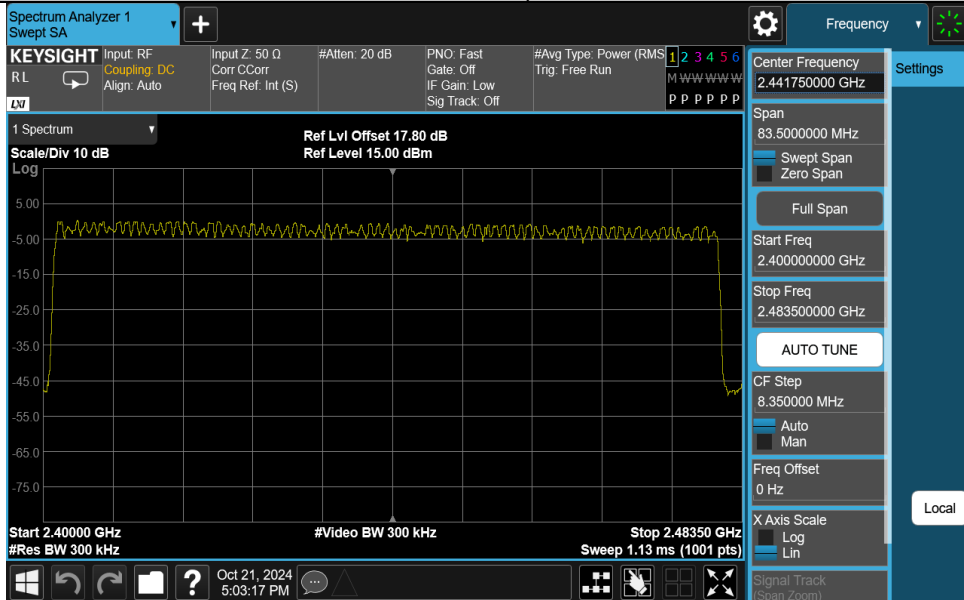 Spectrum Analyzer 1
Swept SA
+
Frequency
KEYSIGHT
RL
LXI
Input: RF
Coupling: DC
Align: Auto
Input Z: 50 Ω
Corr CCorr
Freq Ref: Int (S)
#Atten: 20 dB
PNO: Fast
Gate: Off
IF Gain: Low
Sig Track: Off
#Avg Type: Power (RMS
Trig: Free Run
1 2 3 4 5 6
M W W W W W
P P P P P P
1 Spectrum
Scale/Div 10 dB
Log
Ref Lvl Offset 17.80 dB
Ref Level 15.00 dBm
5.00
-5.00
-15.0
-25.0
-35.0
-45.0
-55.0
-65.0
-75.0
Start 2.40000 GHz
#Res BW 300 kHz
#Video BW 300 kHz
Stop 2.48350 GHz
Sweep 1.13 ms (1001 pts)
Center Frequency
2.441750000 GHz
Span
83.5000000 MHz
Swept Span
Zero Span
Full Span
Start Freq
2.400000000 GHz
Stop Freq
2.483500000 GHz
AUTO TUNE
CF Step
8.350000 MHz
Auto
Man
Freq Offset
0 Hz
X Axis Scale
Log
Lin
Signal Track
(Span Zoom)
Settings
Local
?
Oct 21, 2024
5:03:17 PM